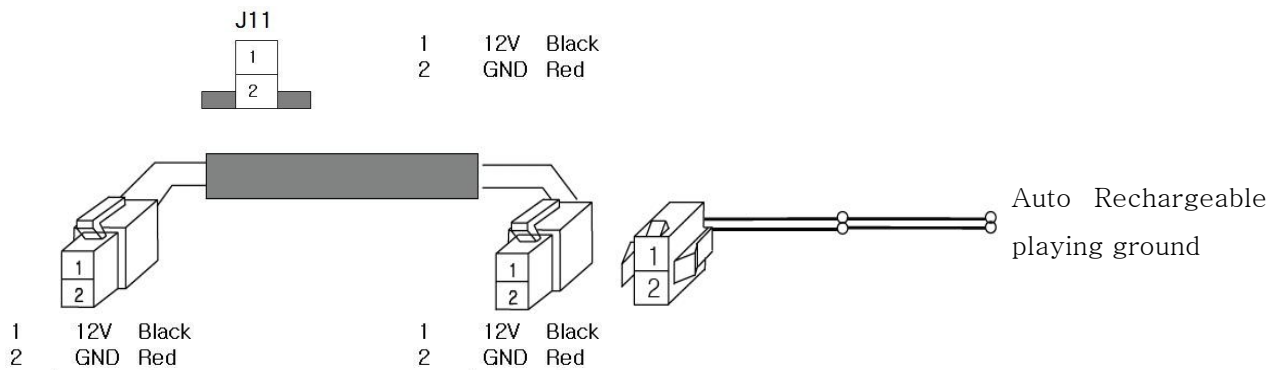 J11
1
2
1 12V Black
2 GND Red
Auto Rechargeable
playing ground
1
2
1
2
1
2
1 12V Black
2 GND Red
1 12V Black
2 GND Red